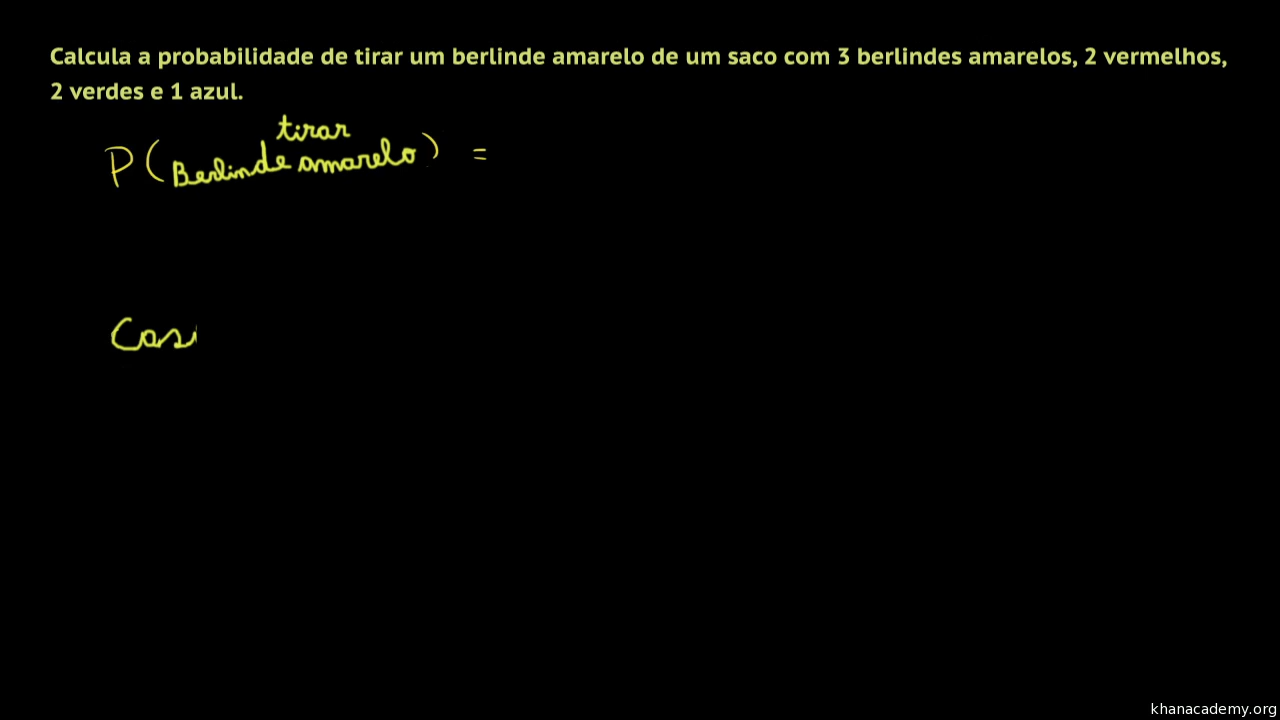 Calcula a probabilidade de tirar um berlinde amarelo de um saco com 3 berlindes amarelos, 2 vermelhos,
2 verdes e 1 azul.
tirar
P(Berlinde amarelo) =
Cas
khanacademy.org